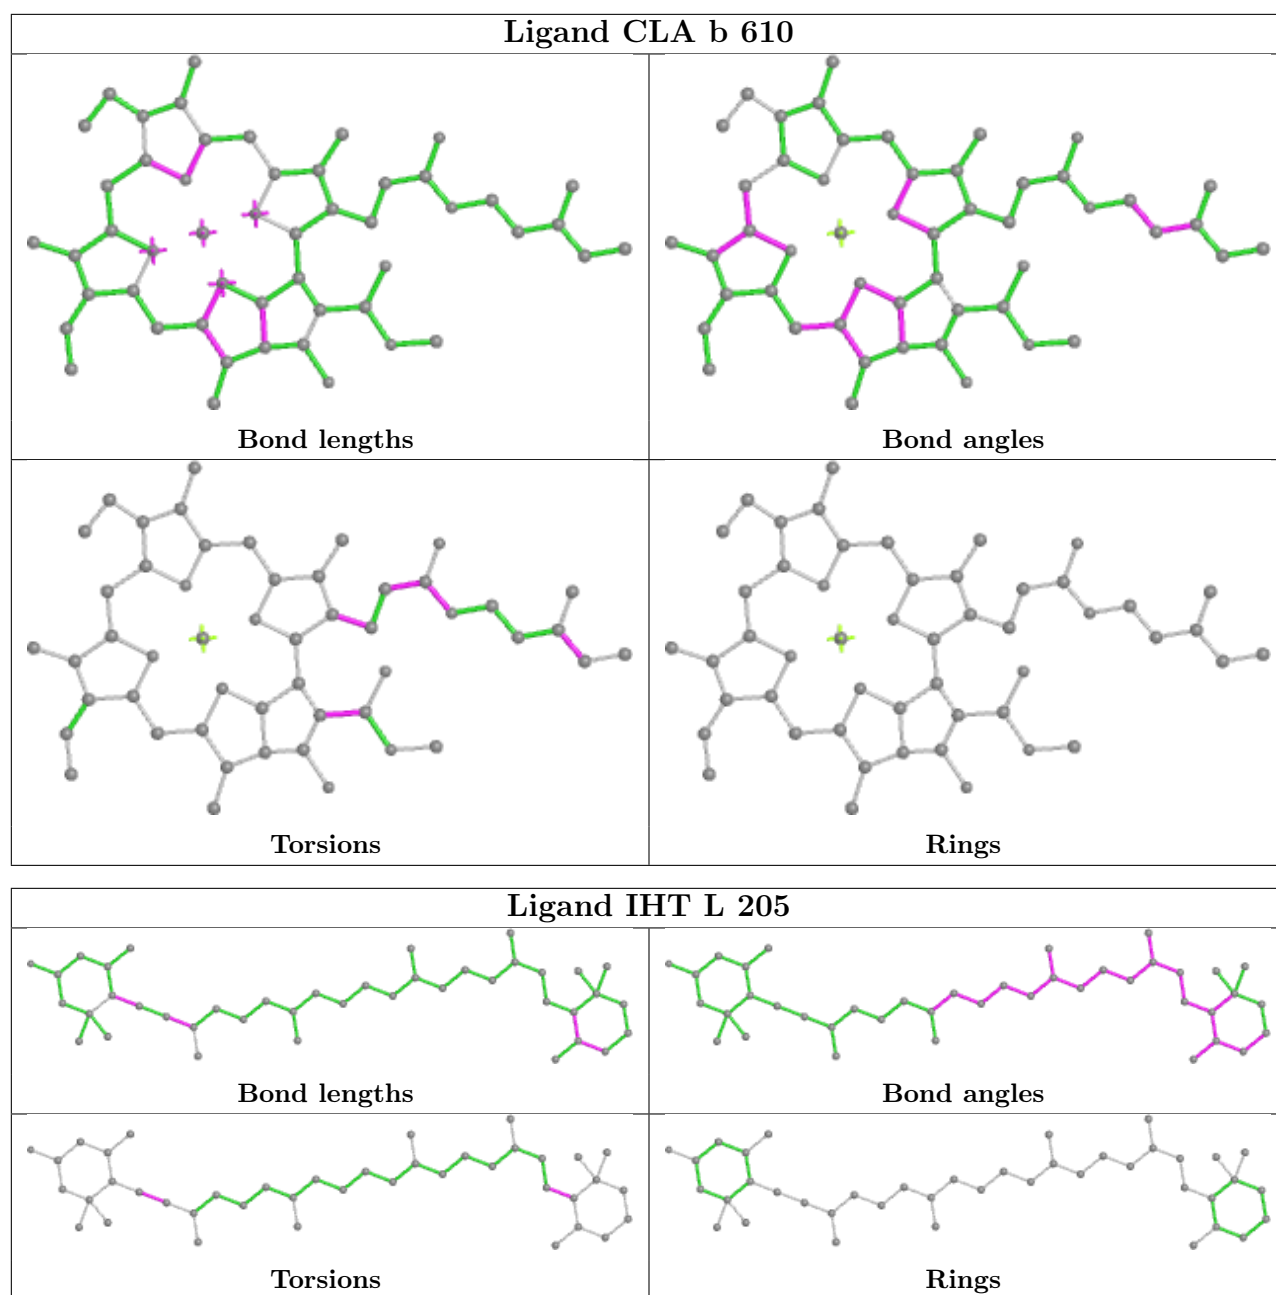 Ligand CLA b 610
Bond lengths
Bond angles
Torsions
Rings
Ligand IHT L 205
Bond lengths
Bond angles
Torsions
Rings